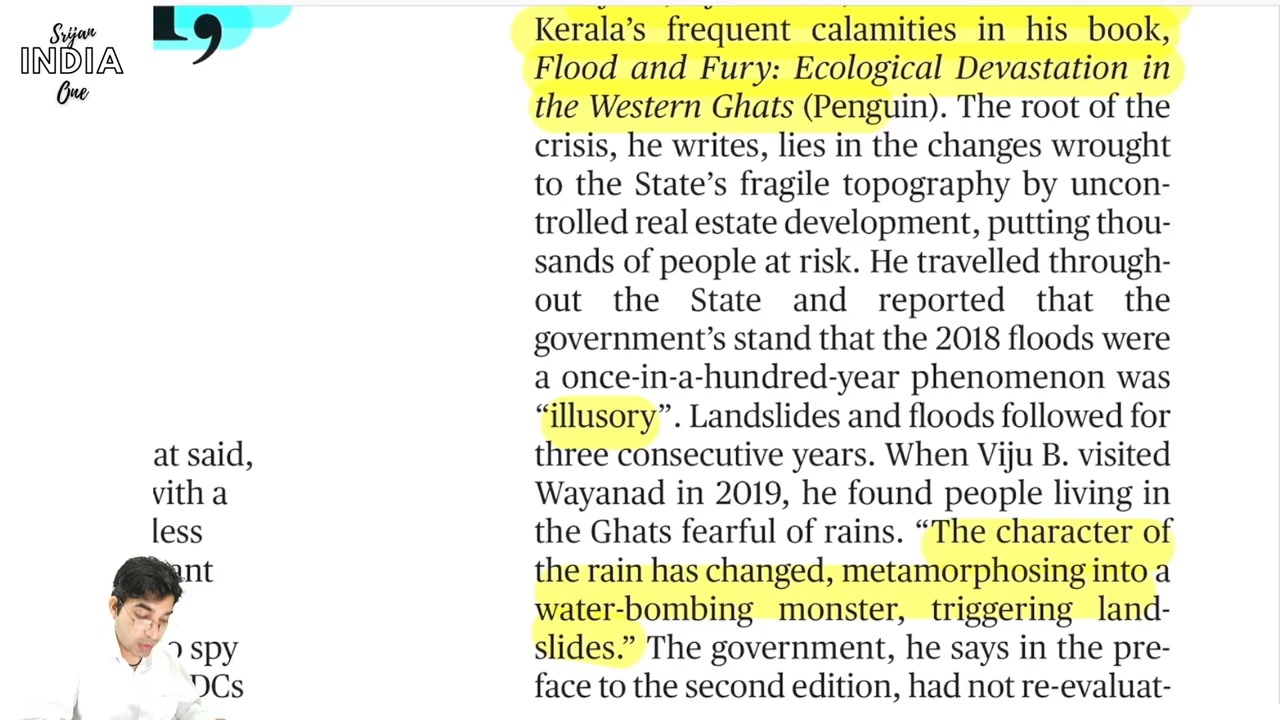 Srijan
INDIA
One
Kerala’s frequent calamities in his book,
Flood and Fury: Ecological Devastation in
the Western Ghats (Penguin). The root of the
crisis, he writes, lies in the changes wrought
to the State’s fragile topography by uncon-
trolled real estate development, putting thou-
sands of people at risk. He travelled through-
out the State and reported that the
government’s stand that the 2018 floods were
a once-in-a-hundred-year phenomenon was
“illusory”. Landslides and floods followed for
three consecutive years. When Viju B. visited
Wayanad in 2019, he found people living in
the Ghats fearful of rains. “The character of
the rain has changed, metamorphosing into a
water-bombing monster, triggering land-
slides.” The government, he says in the pre-
face to the second edition, had not re-evaluat-
at said,
with a
less
ant
o spy
DCs